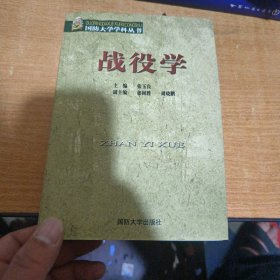 国防大学学科丛书
战役学
主编 张玉良
副主编 郁树胜 周晓鹏
ZHAN YI XUE
国防大学出版社